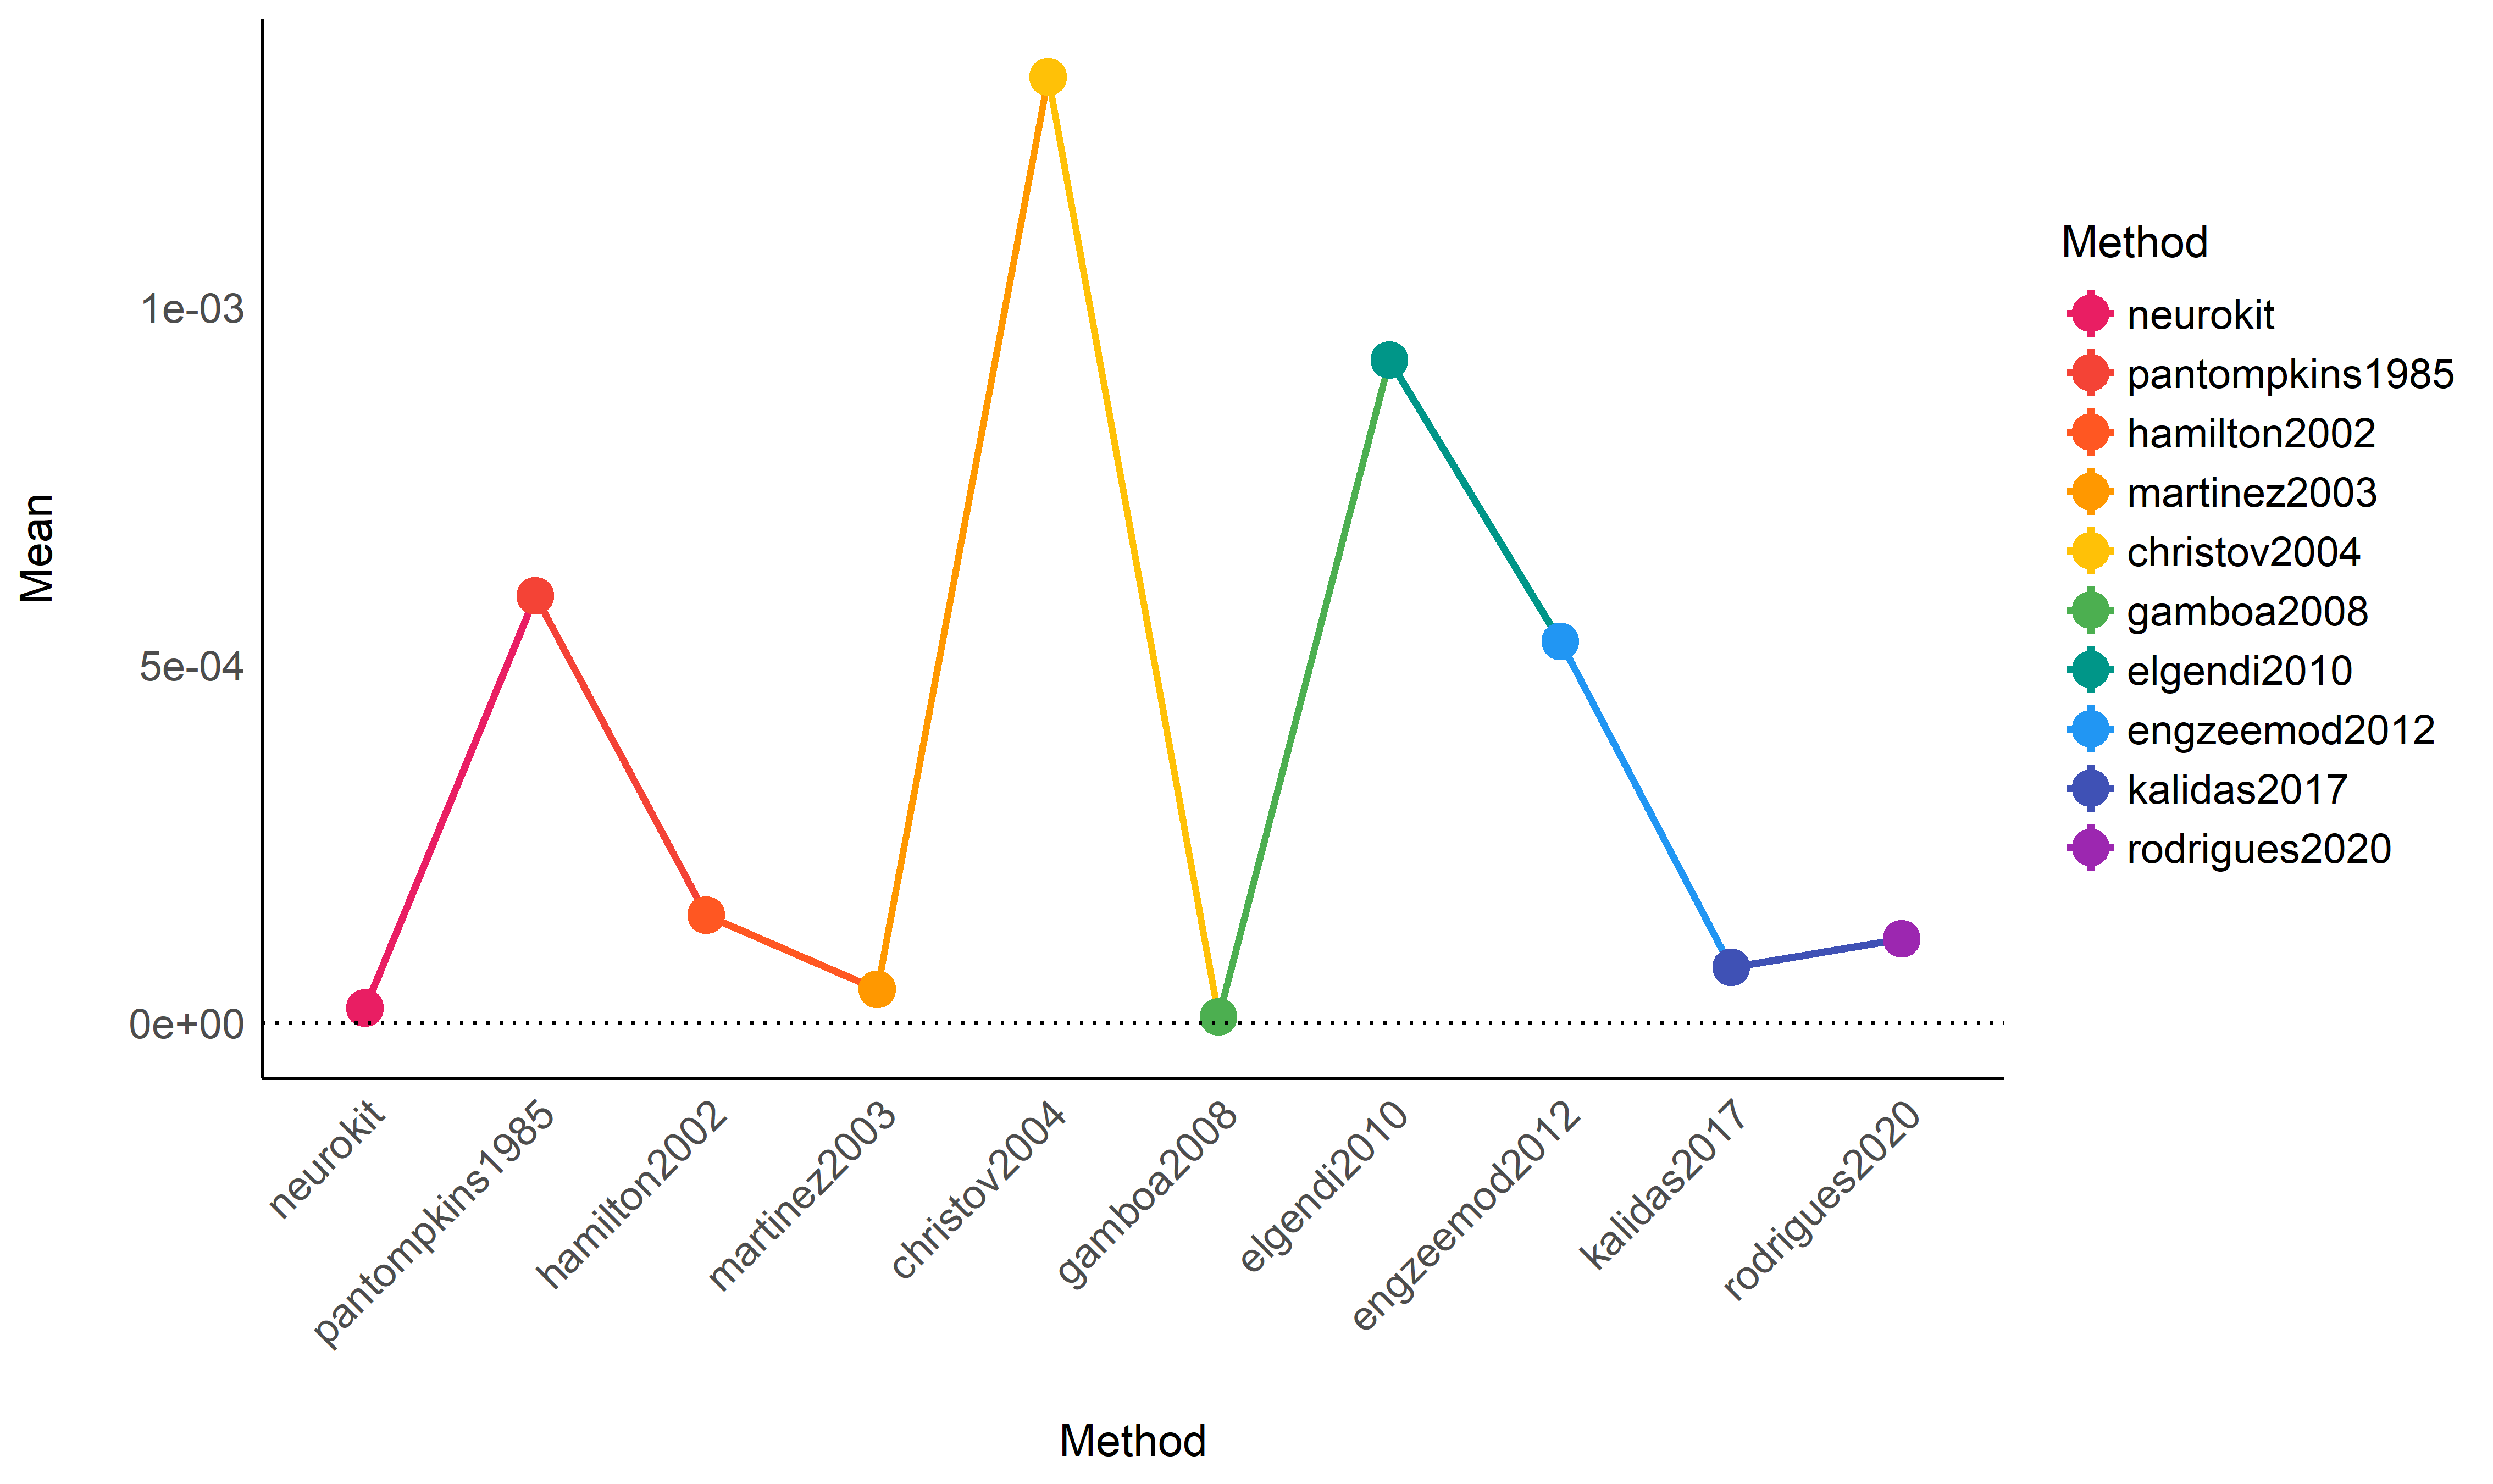 Mean
1e-03
5e-04
0e+00
neurokit
pantompkins1985
hamilton2002
martinez2003
christov2004
gamboa2008
elgendi2010
engzeemod2012
kalidas2017
rodrigues2020
Method
Method
neurokit
pantompkins1985
hamilton2002
martinez2003
christov2004
gamboa2008
elgendi2010
engzeemod2012
kalidas2017
rodrigues2020